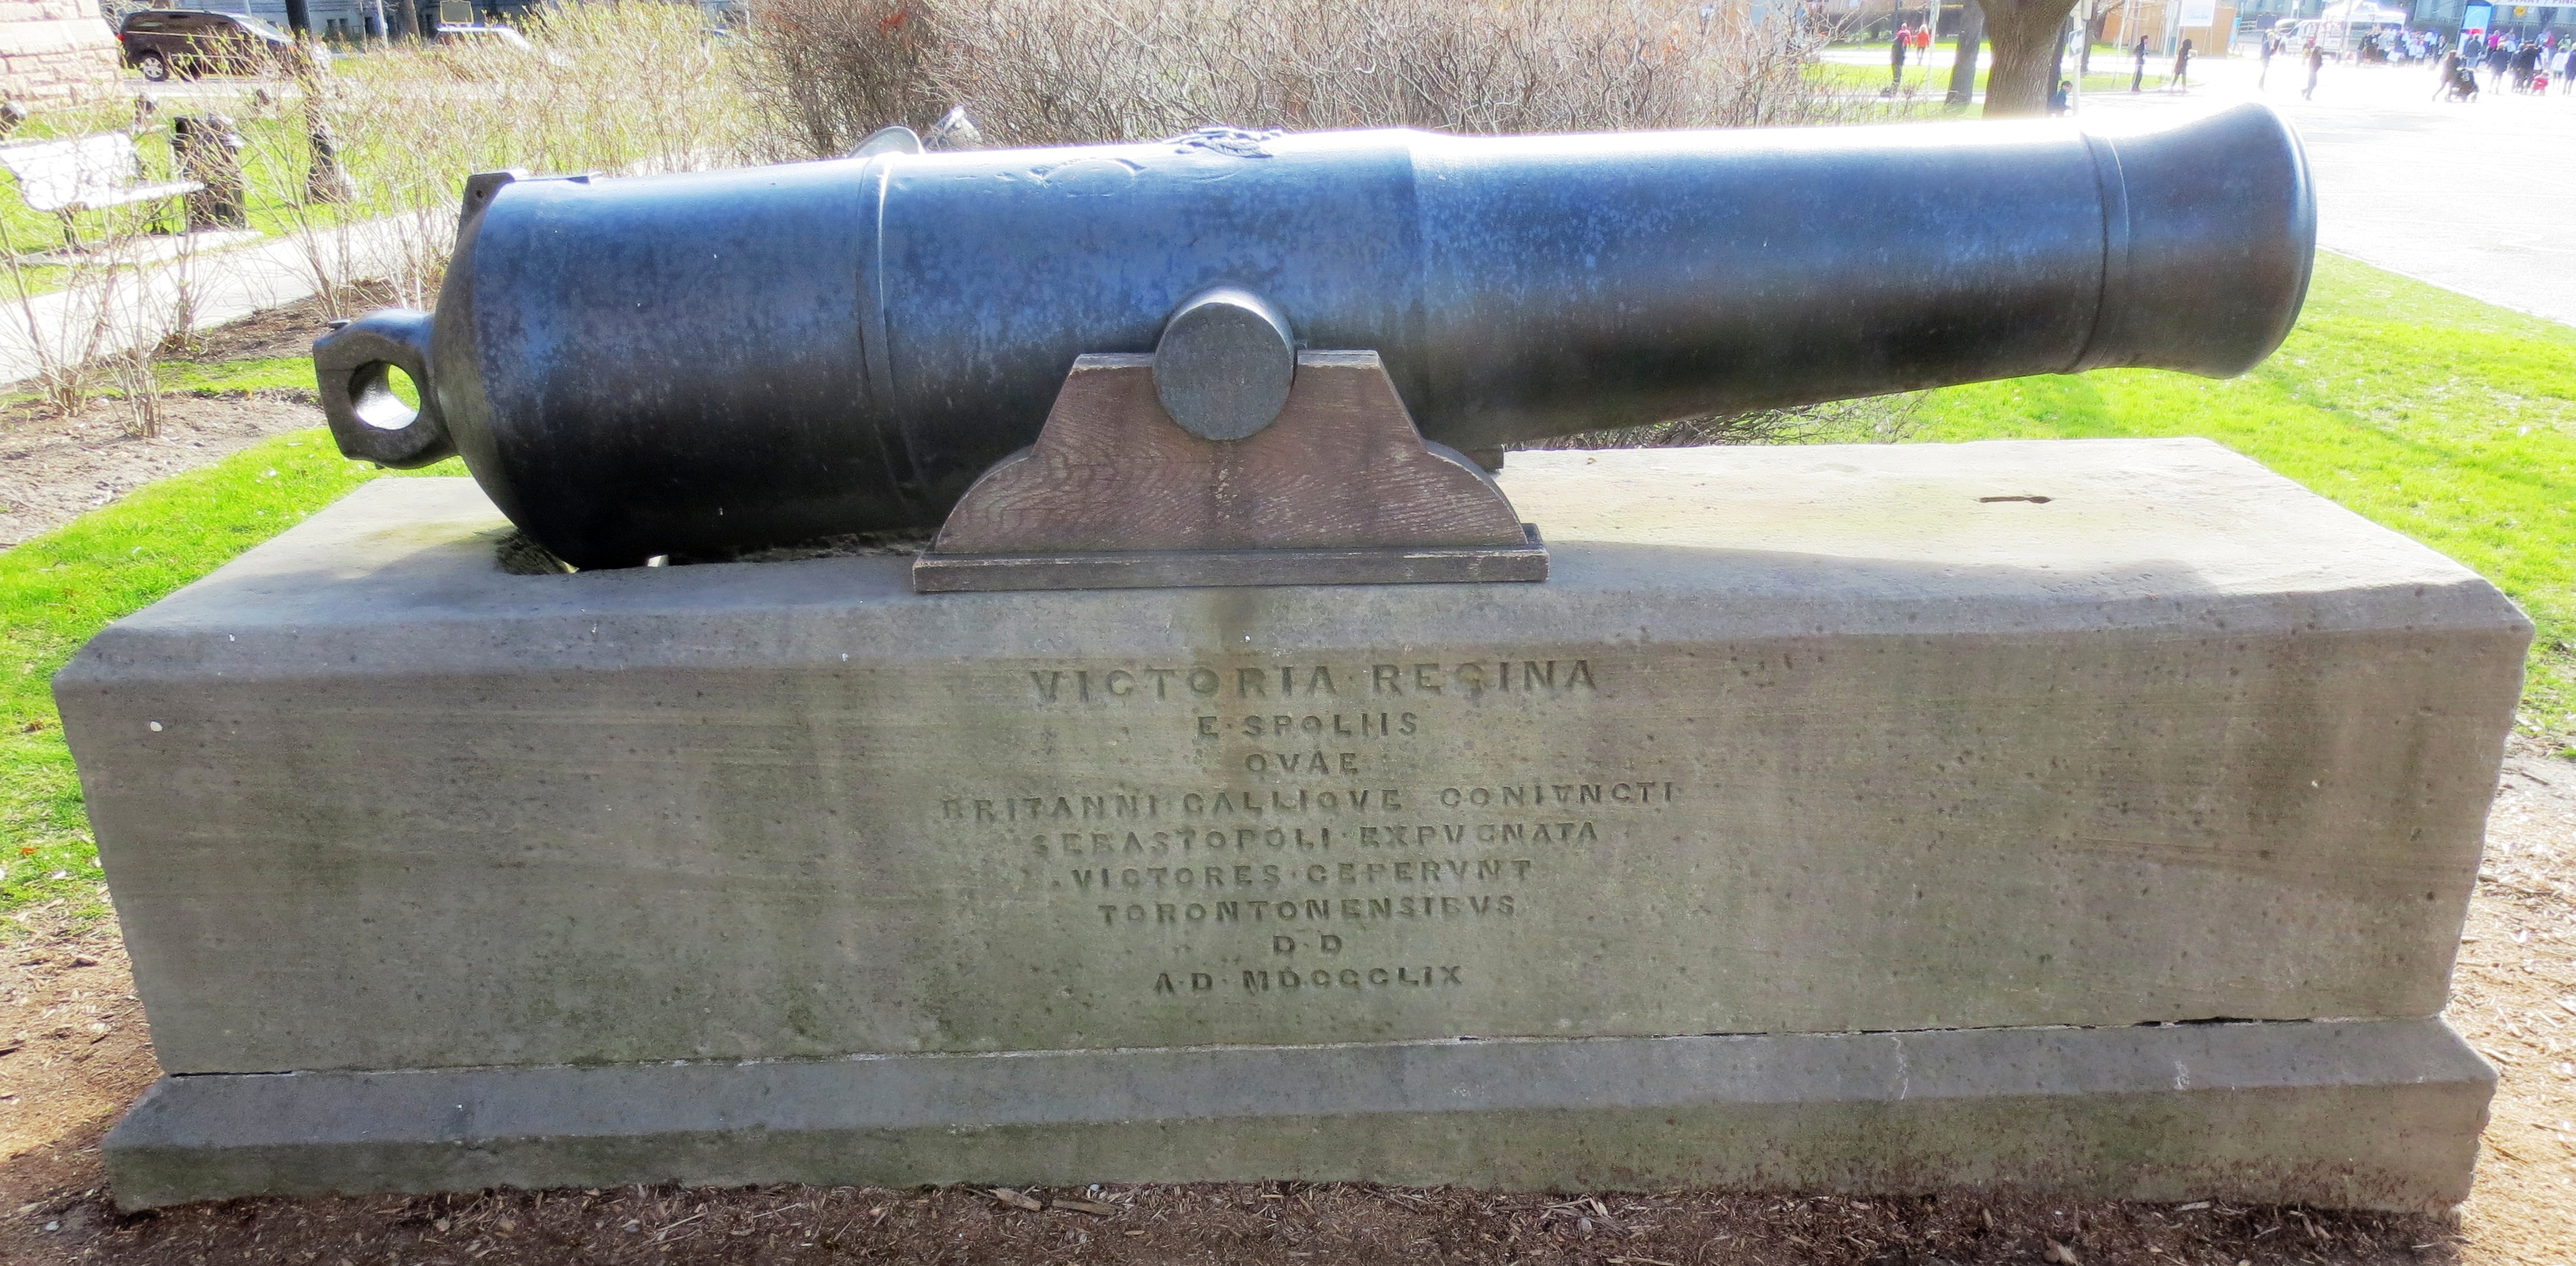 VICTORIA · REGINA
E · SPOLIIS
QVAE
BRITANNI · GALLIQVE CONIVNCTI
SEBASTOPOLI · EXPVGNATA
VICTORES · CEPERVNT
TORONTONENSIBVS
D · D
A · D · MDCCCLIX